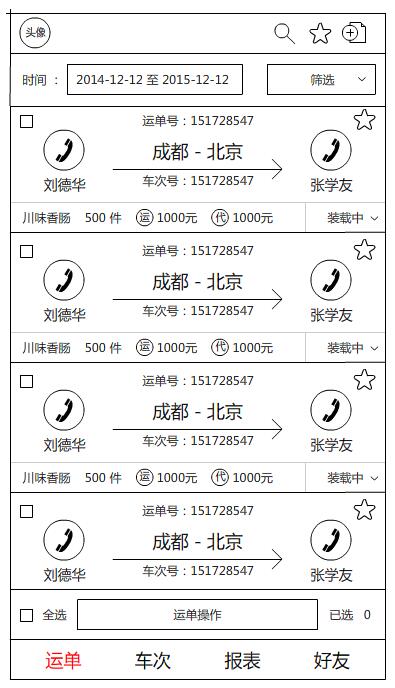 头像
时间 ： 2014-12-12 至 2015-12-12 筛选
运单号：151728547
成都 - 北京
刘德华 车次号：151728547 张学友
川味香肠 500 件 运 1000元 代 1000元 装载中
运单号：151728547
成都 - 北京
刘德华 车次号：151728547 张学友
川味香肠 500 件 运 1000元 代 1000元 装载中
运单号：151728547
成都 - 北京
刘德华 车次号：151728547 张学友
川味香肠 500 件 运 1000元 代 1000元 装载中
运单号：151728547
成都 - 北京
刘德华 车次号：151728547 张学友
全选 运单操作 已选 0
运单 车次 报表 好友